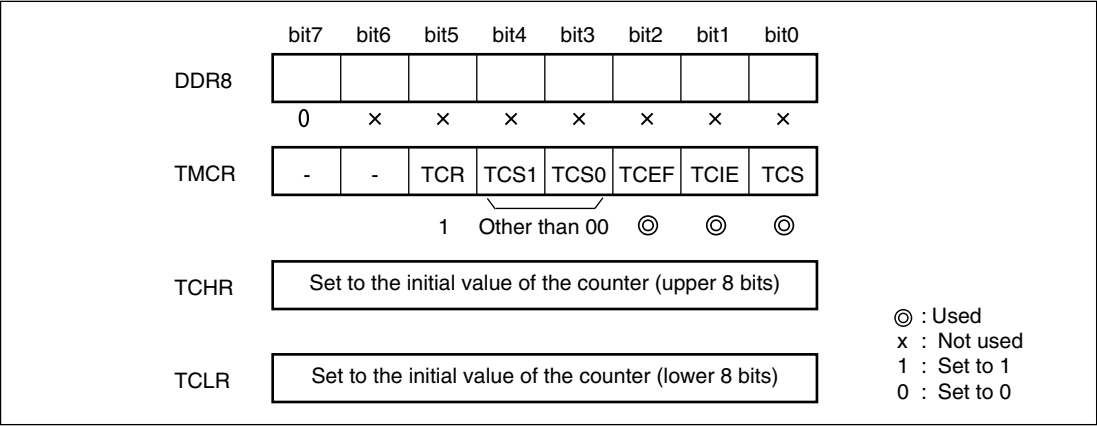 bit7 bit6 bit5 bit4 bit3 bit2 bit1 bit0
DDR8
0 × × × × × × ×
TMCR - - TCR TCS1 TCS0 TCEF TCIE TCS
1 Other than 00 ◎ ◎ ◎
TCHR Set to the initial value of the counter (upper 8 bits)
TCLR Set to the initial value of the counter (lower 8 bits)
◎ : Used
x : Not used
1 : Set to 1
0 : Set to 0